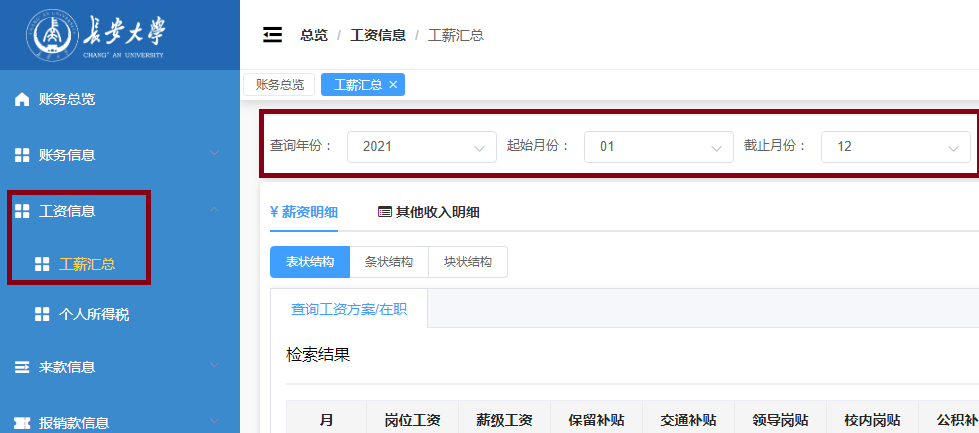 長安大学
CHANG' AN UNIVERSITY
总览 / 工资信息 / 工薪汇总
账务总览 工薪汇总 ×
账务总览
账务信息
工资信息
工薪汇总
个人所得税
来款信息
报销款信息
查询年份： 2021 起始月份： 01 截止月份： 12
¥ 薪资明细 其他收入明细
表状结构 条状结构 块状结构
查询工资方案/在职
检索结果
月 岗位工资 薪级工资 保留补贴 交通补贴 领导岗贴 校内岗贴 公积补